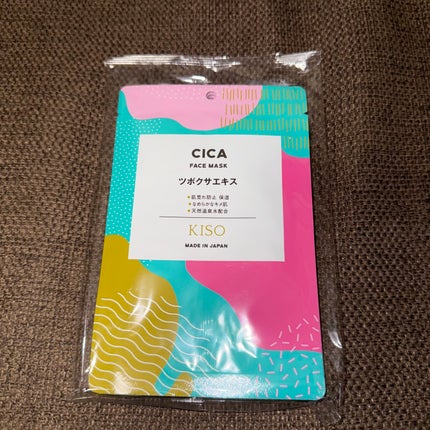 CICA
FACE MASK
ツボクサエキス
肌荒れ防止 保湿
なめらかなキメ肌
天然温泉水配合
KISO
MADE IN JAPAN